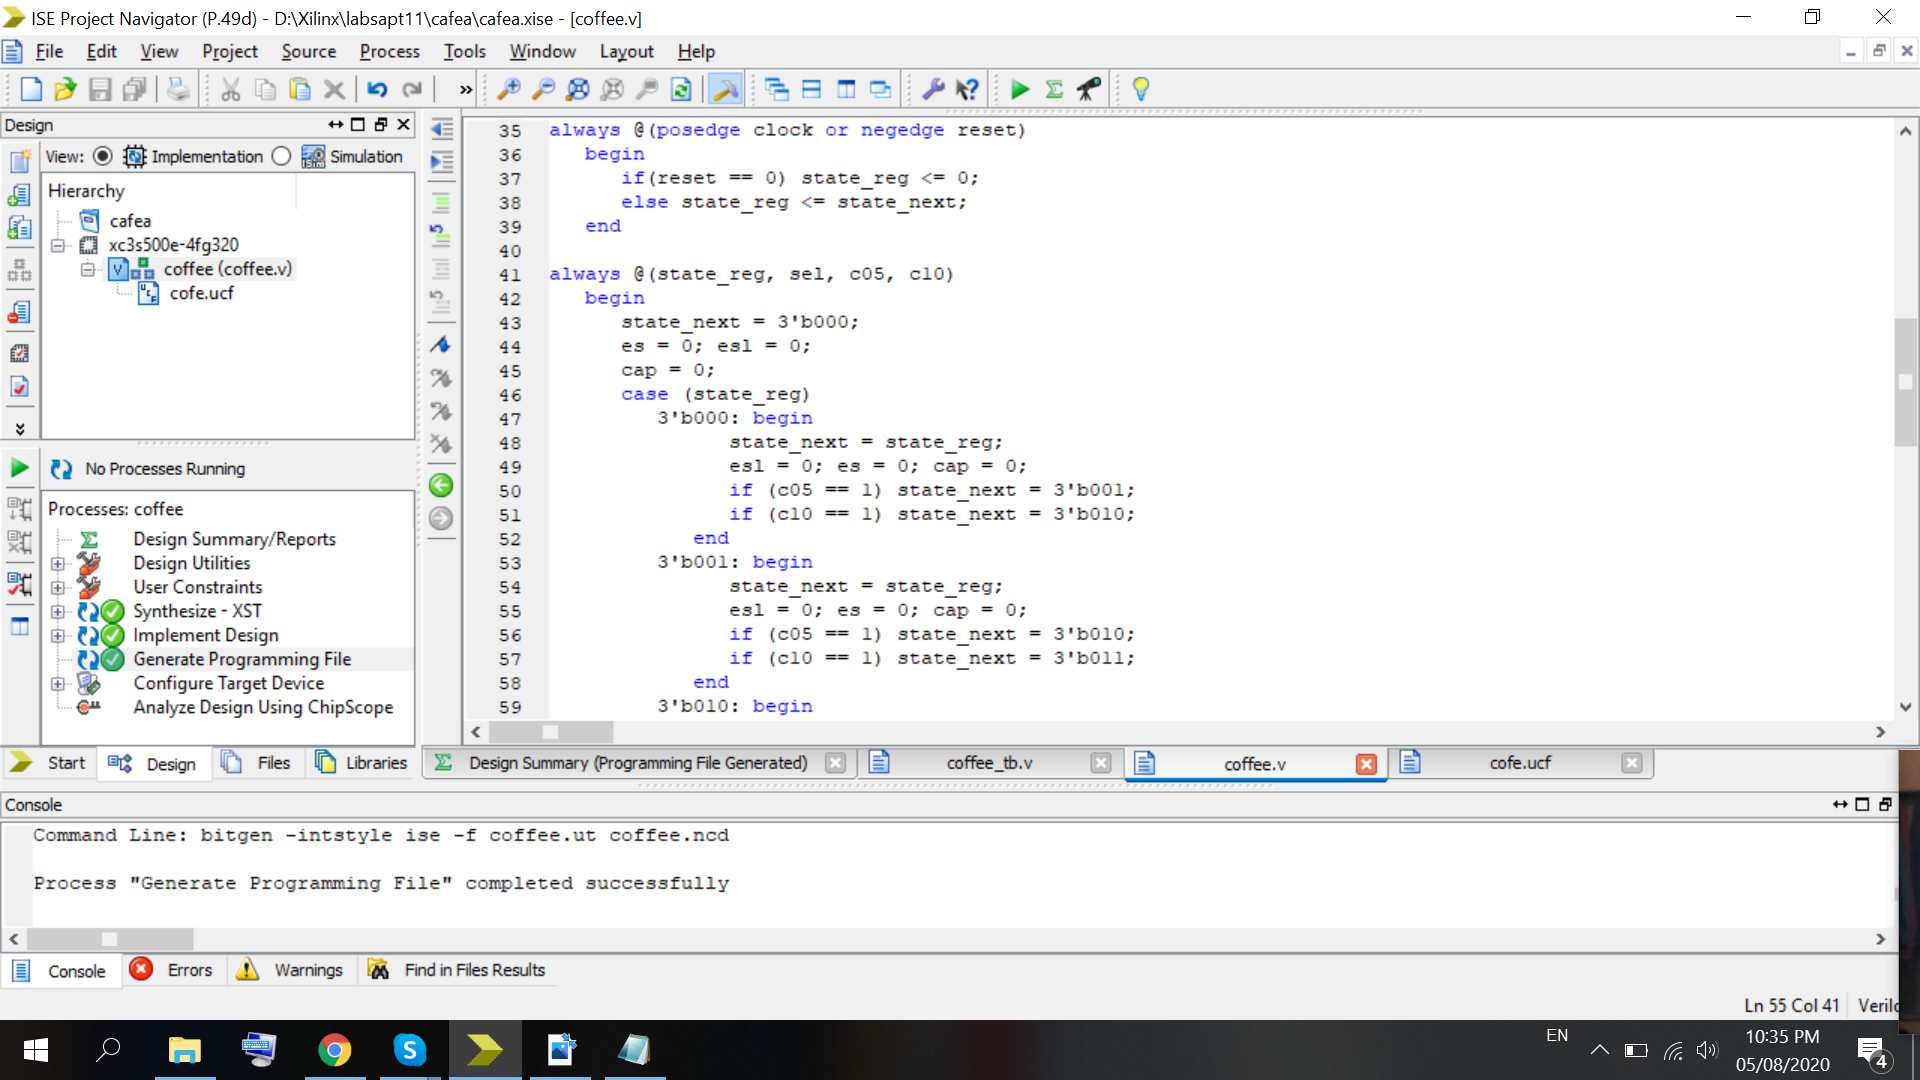 ISE Project Navigator (P.49d) - D:\Xilinx\labsapt11\cafea\cafea.xise - [coffee.v]
File Edit View Project Source Process Tools Window Layout Help
Design
View: Implementation Simulation
Hierarchy
cafea
xc3s500e-4fg320
coffee (coffee.v)
cofe.ucf
No Processes Running
Processes: coffee
Design Summary/Reports
Design Utilities
User Constraints
Synthesize - XST
Implement Design
Generate Programming File
Configure Target Device
Analyze Design Using ChipScope
Start Design Files Libraries
35 always @(posedge clock or negedge reset)
36 begin
37 if(reset == 0) state_reg <= 0;
38 else state_reg <= state_next;
39 end
40
41 always @(state_reg, sel, c05, c10)
42 begin
43 state_next = 3'b000;
44 es = 0; esl = 0;
45 cap = 0;
46 case (state_reg)
47 3'b000: begin
48 state_next = state_reg;
49 esl = 0; es = 0; cap = 0;
50 if (c05 == 1) state_next = 3'b001;
51 if (c10 == 1) state_next = 3'b010;
52 end
53 3'b001: begin
54 state_next = state_reg;
55 esl = 0; es = 0; cap = 0;
56 if (c05 == 1) state_next = 3'b010;
57 if (c10 == 1) state_next = 3'b011;
58 end
59 3'b010: begin
Design Summary (Programming File Generated) coffee_tb.v coffee.v cofe.ucf
Console
Command Line: bitgen -intstyle ise -f coffee.ut coffee.ncd
Process "Generate Programming File" completed successfully
Console Errors Warnings Find in Files Results
Ln 55 Col 41 Veril
EN
10:35 PM
05/08/2020
4